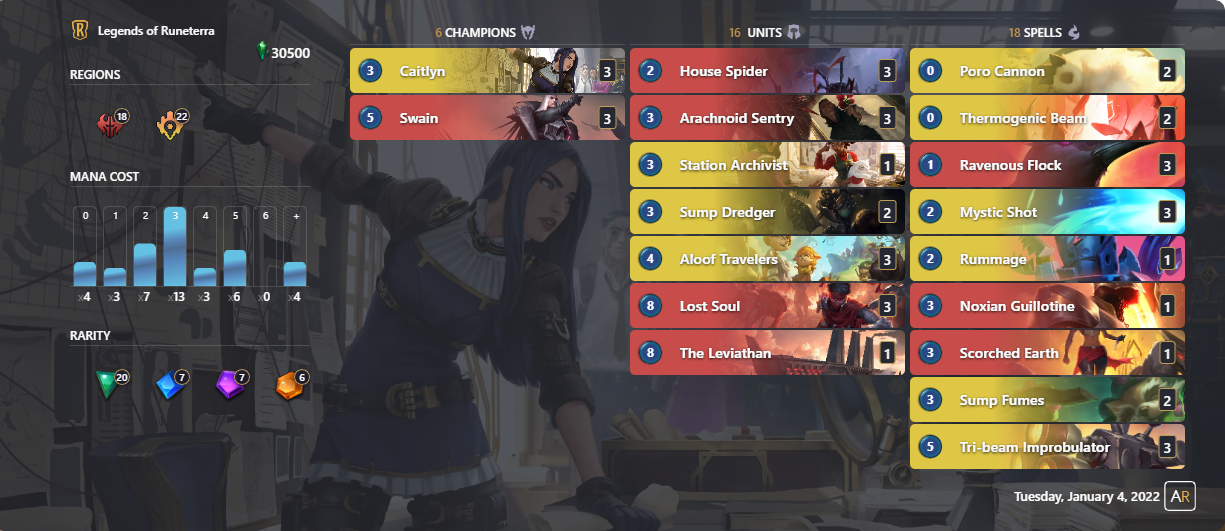 R Legends of Runeterra
30500
REGIONS
18 22
MANA COST
0 1 2 3 4 5 6 +
x4 x3 x7 x13 x3 x6 x0 x4
RARITY
20 7 7 6
6 CHAMPIONS
3 Caitlyn 3
5 Swain 3
16 UNITS
2 House Spider 3
3 Arachnoid Sentry 3
3 Station Archivist 1
3 Sump Dredger 2
4 Aloof Travelers 3
8 Lost Soul 3
8 The Leviathan 1
18 SPELLS
0 Poro Cannon 2
0 Thermogenic Beam 2
1 Ravenous Flock 3
2 Mystic Shot 3
2 Rummage 1
3 Noxian Guillotine 1
3 Scorched Earth 1
3 Sump Fumes 2
5 Tri-beam Improbulator 3
Tuesday, January 4, 2022 AR